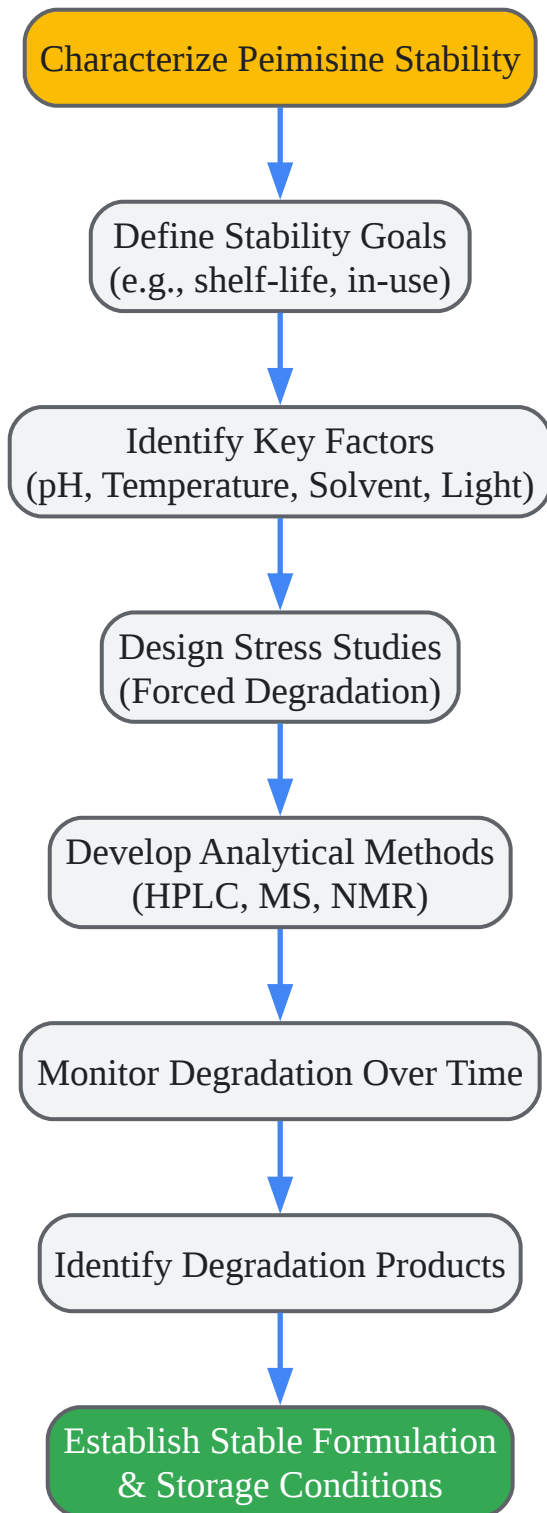 Characterize Peimisine Stability
Define Stability Goals
(e.g., shelf-life, in-use)
Identify Key Factors
(pH, Temperature, Solvent, Light)
Design Stress Studies
(Forced Degradation)
Develop Analytical Methods
(HPLC, MS, NMR)
Monitor Degradation Over Time
Identify Degradation Products
Establish Stable Formulation
& Storage Conditions